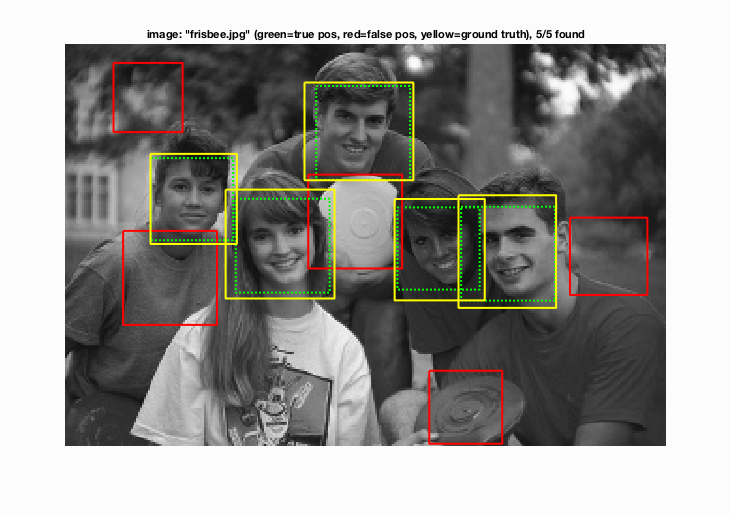 image: "frisbee.jpg" (green=true pos, red=false pos, yellow=ground truth), 5/5 found